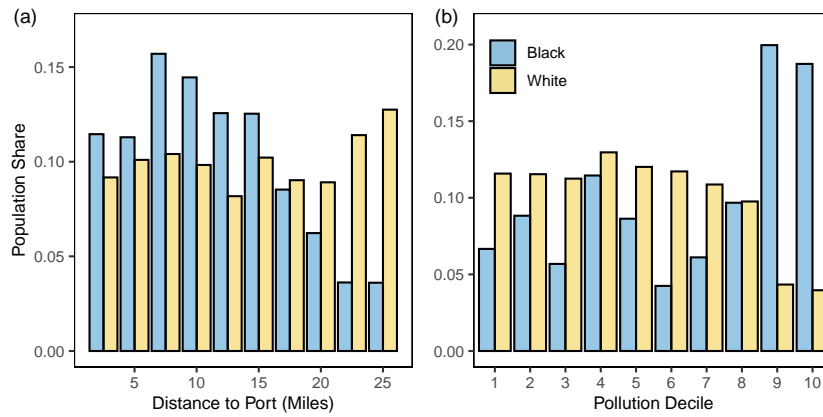 (a)
(b)
Population Share
0.15
0.10
0.05
0.00
5 10 15 20 25
Distance to Port (Miles)
Black
White
0.20
0.15
0.10
0.05
0.00
1 2 3 4 5 6 7 8 9 10
Pollution Decile